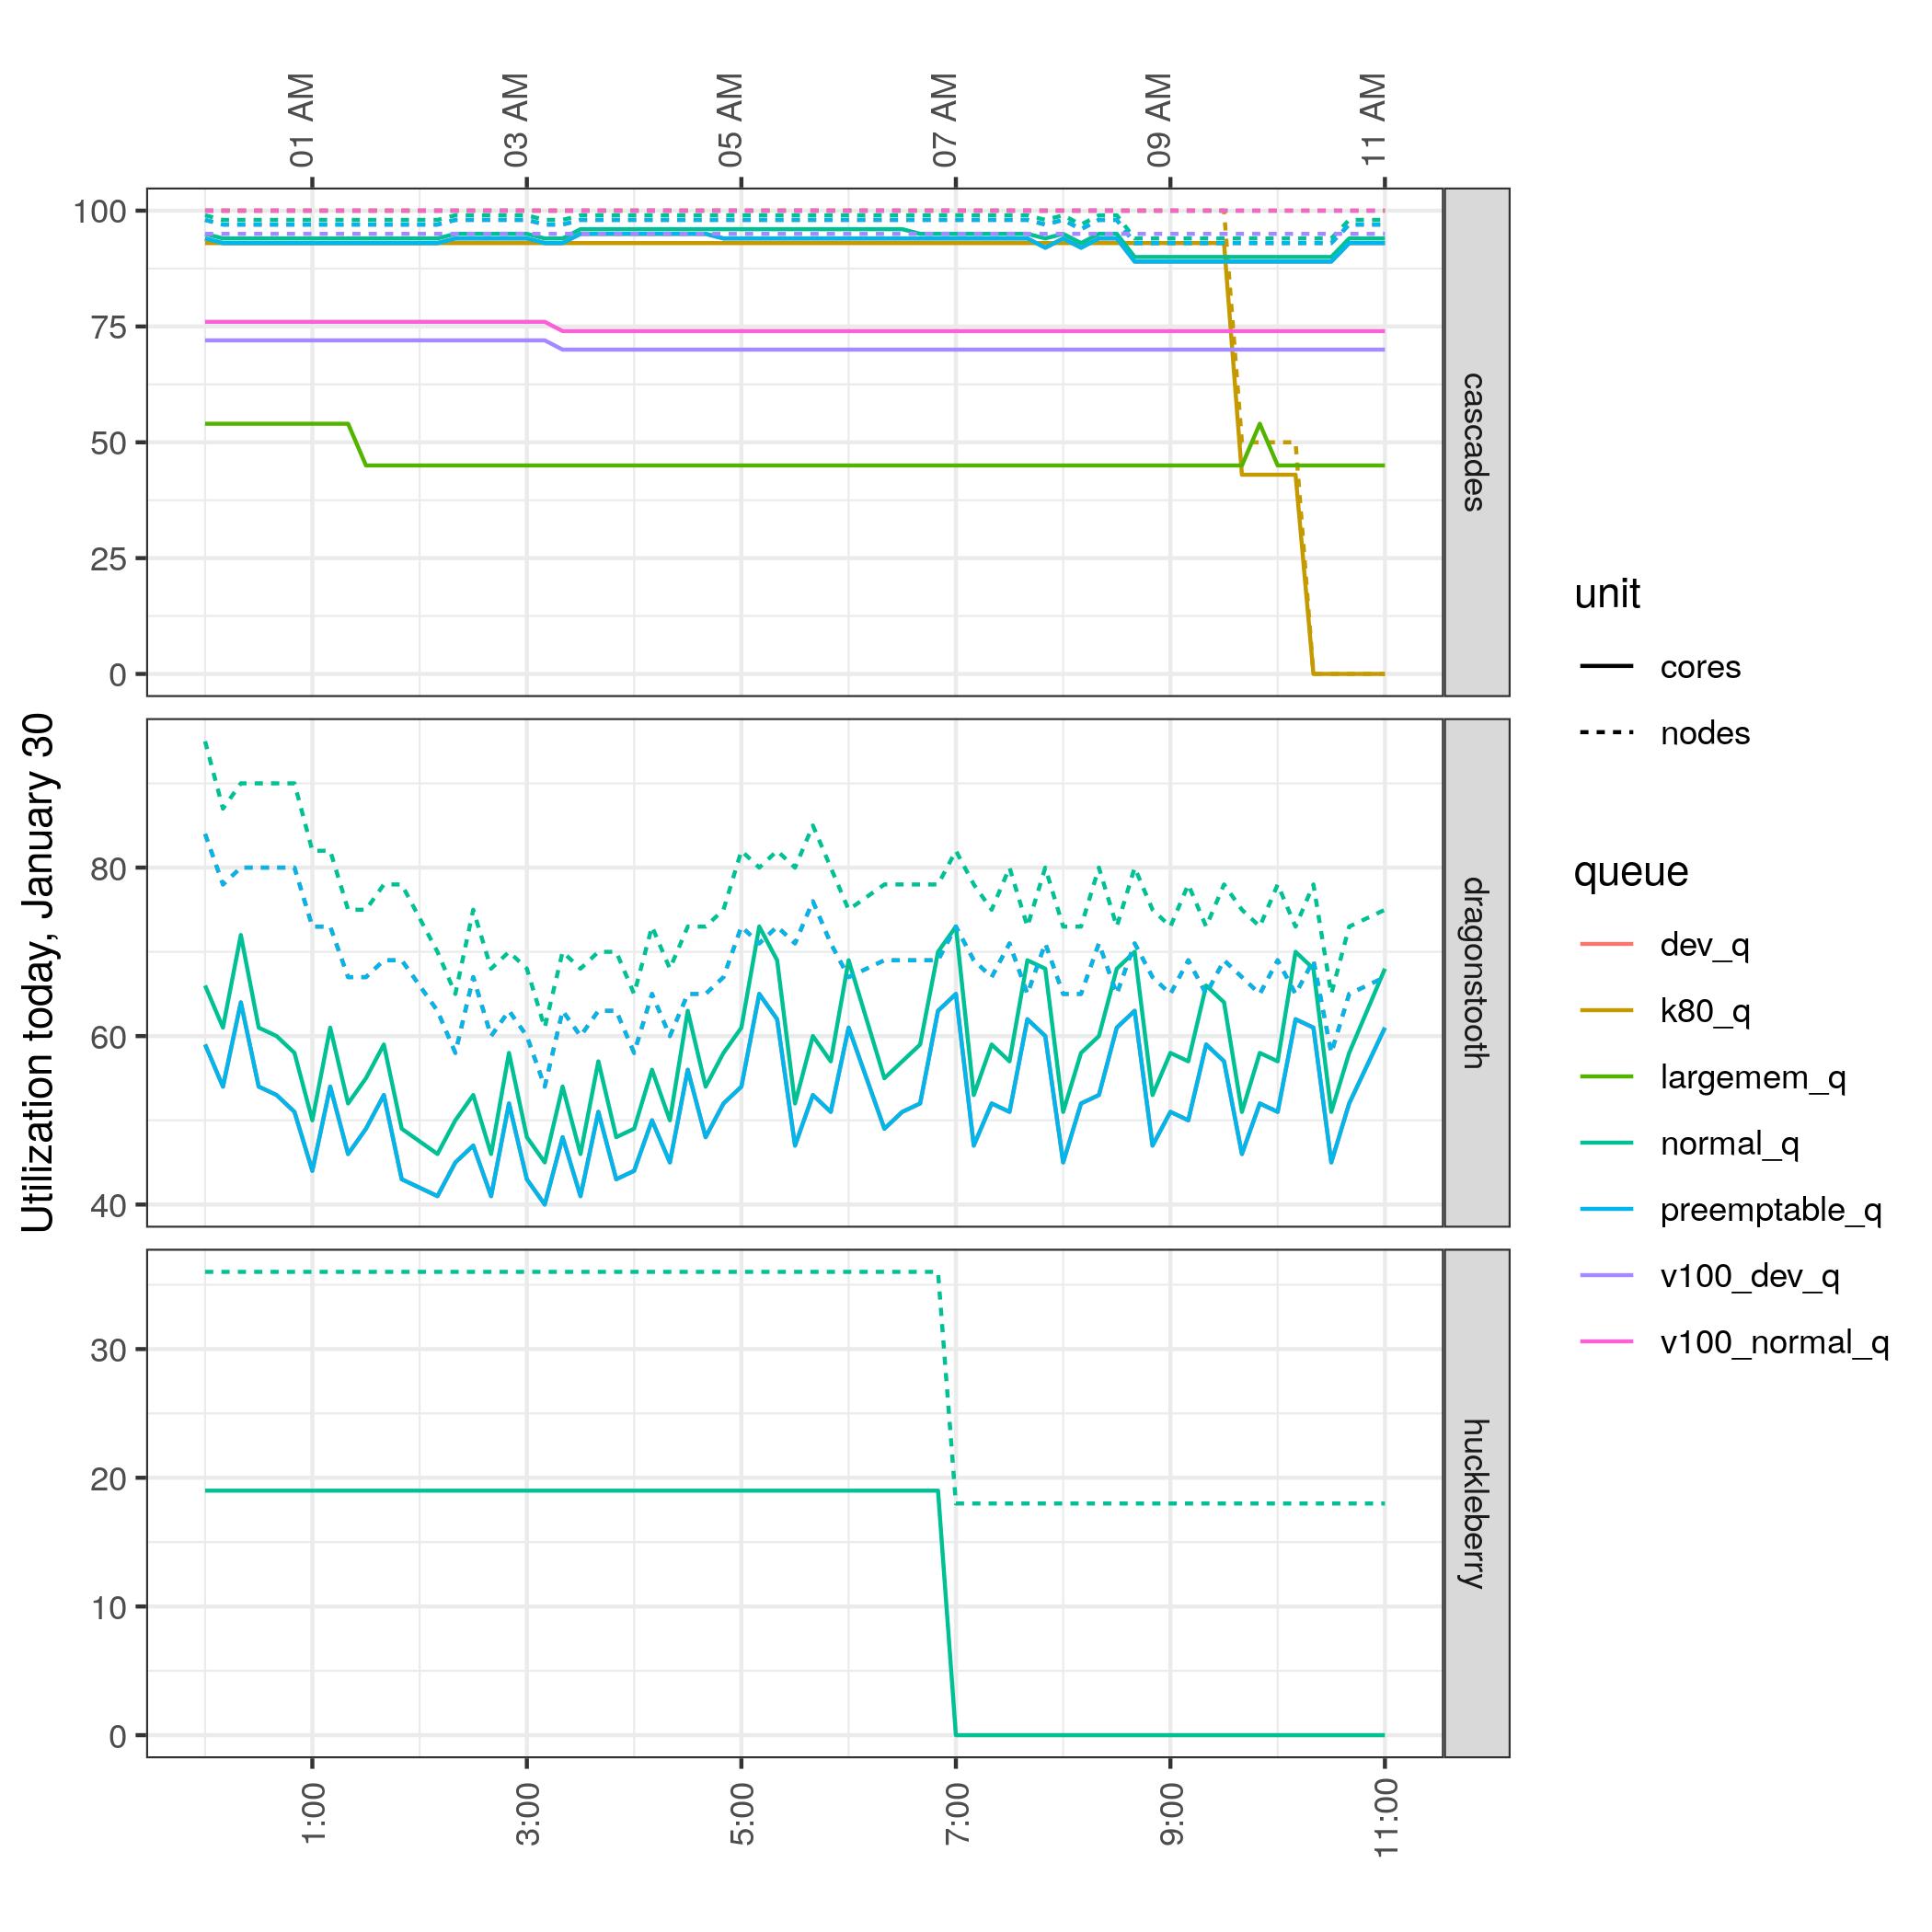 01 AM
03 AM
05 AM
07 AM
09 AM
11 AM
Utilization today, January 30
100
75
50
25
0
cascades
80
60
40
dragonstooth
30
20
10
0
huckleberry
1:00
3:00
5:00
7:00
9:00
11:00
unit
cores
nodes
queue
dev_q
k80_q
largemem_q
normal_q
preemptable_q
v100_dev_q
v100_normal_q